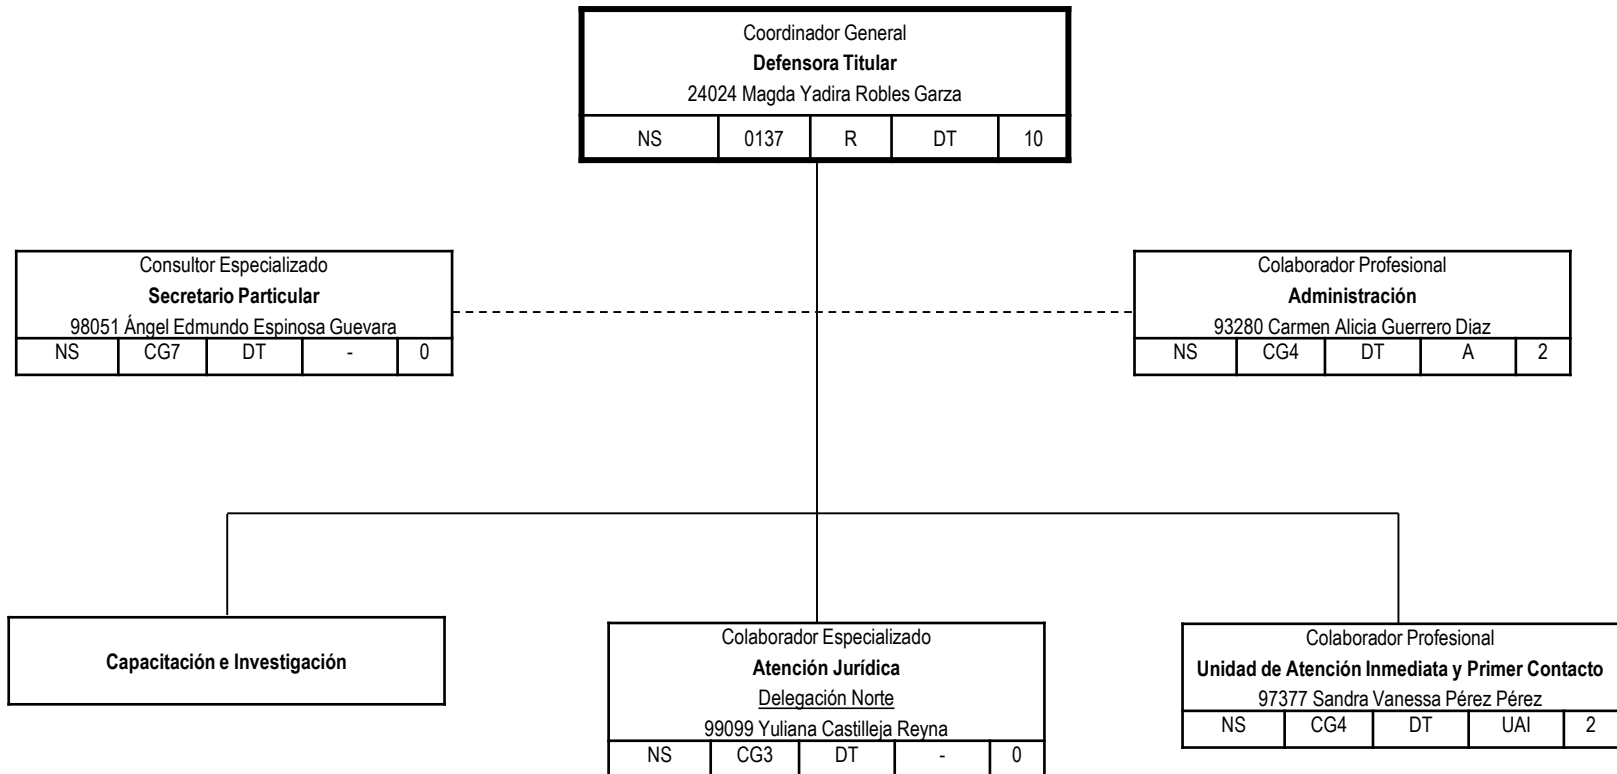 Coordinador General
Defensora Titular
24024 Magda Yadira Robles Garza
NS 0137 R DT 10
Consultor Especializado
Secretario Particular
98051 Ángel Edmundo Espinosa Guevara
NS CG7 DT - 0
Colaborador Profesional
Administración
93280 Carmen Alicia Guerrero Diaz
NS CG4 DT A 2
Capacitación e Investigación
Colaborador Especializado
Atención Jurídica
Delegación Norte
99099 Yuliana Castilleja Reyna
NS CG3 DT - 0
Colaborador Profesional
Unidad de Atención Inmediata y Primer Contacto
97377 Sandra Vanessa Pérez Pérez
NS CG4 DT UAI 2